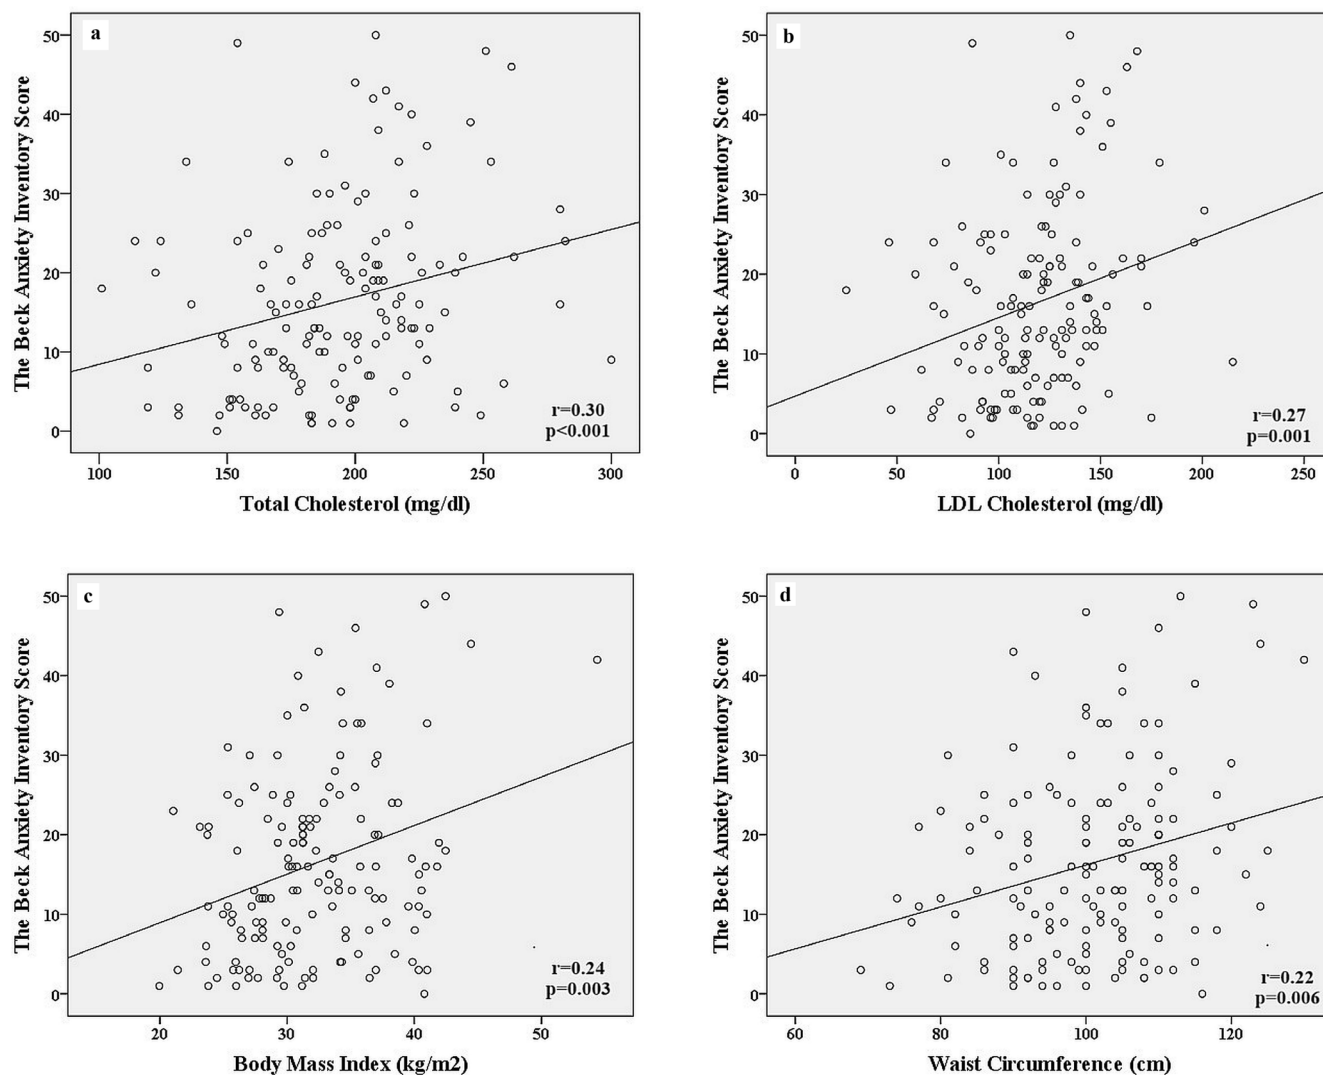 a
The Beck Anxiety Inventory Score
50
40
30
20
10
0
r=0.30
p<0.001
100 150 200 250 300
Total Cholesterol (mg/dl)
b
The Beck Anxiety Inventory Score
50
40
30
20
10
0
r=0.27
p=0.001
0 50 100 150 200 250
LDL Cholesterol (mg/dl)
c
The Beck Anxiety Inventory Score
50
40
30
20
10
0
r=0.24
p=0.003
20 30 40 50
Body Mass Index (kg/m2)
d
The Beck Anxiety Inventory Score
50
40
30
20
10
0
r=0.22
p=0.006
60 80 100 120
Waist Circumference (cm)